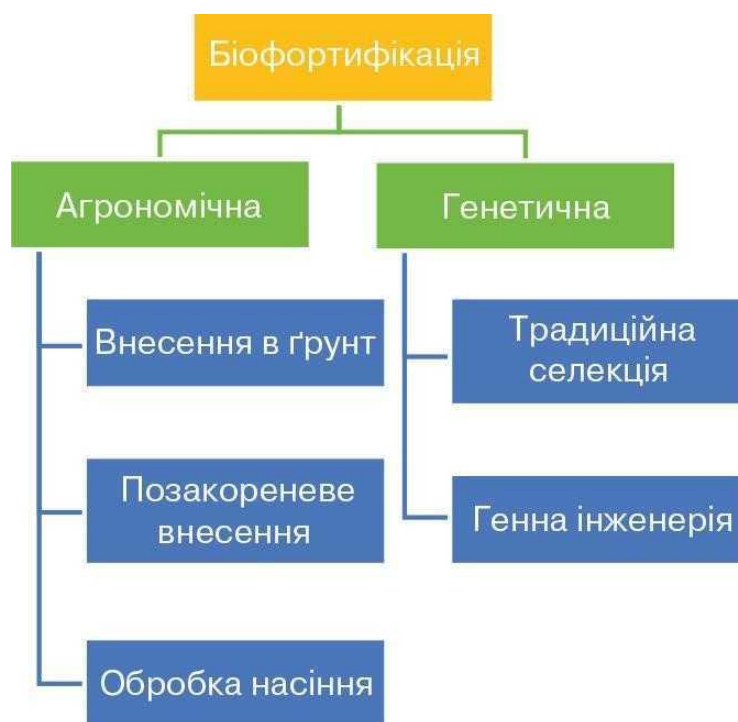 Біофортифікація
Агрономічна
Генетична
Внесення в ґрунт
Позакореневе
внесення
Обробка насіння
Традиційна
селекція
Генна інженерія